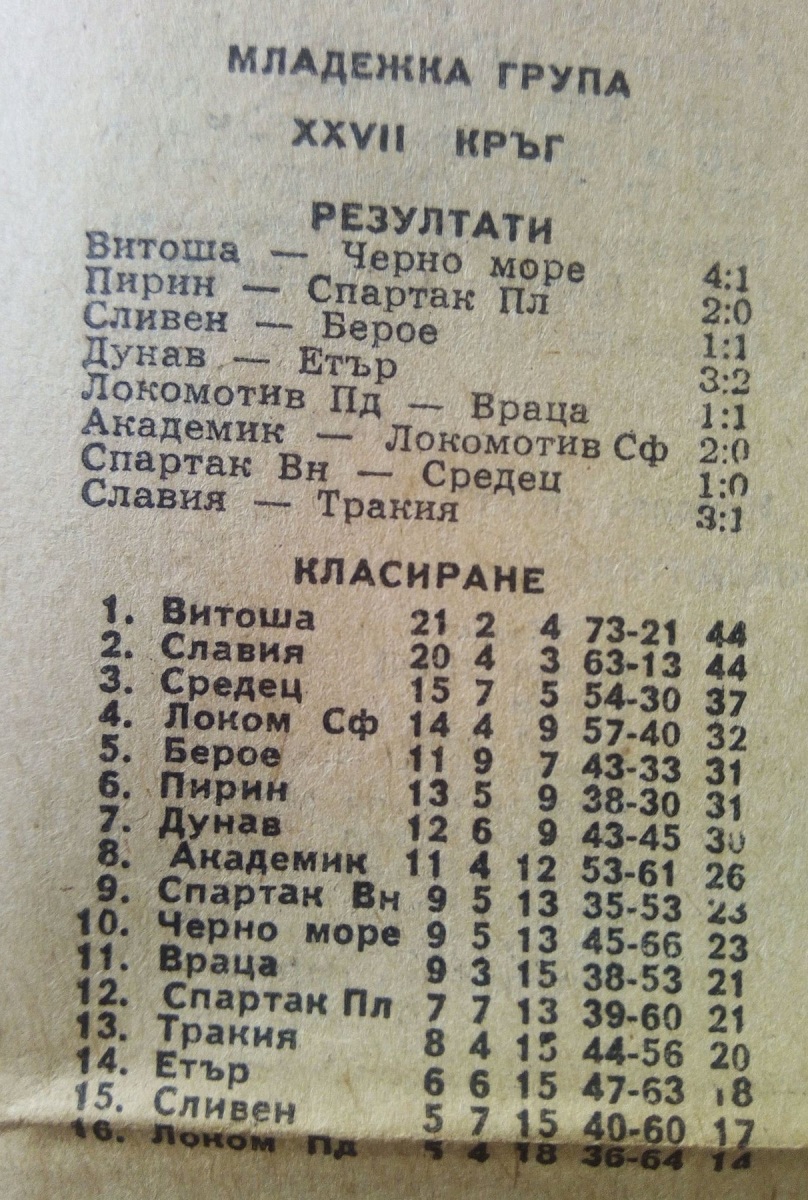 МЛАДЕЖКА ГРУПА
XXVII КРЪГ
РЕЗУЛТАТИ
Витоша — Черно море 4:1
Пирин — Спартак Пл 2:0
Сливен — Берое 1:1
Дунав — Етър 3:2
Локомотив Пд — Враца 1:1
Академик — Локомотив Сф 2:0
Спартак Вн — Средец 1:0
Славия — Тракия 3:1
КЛАСИРАНЕ
1. Витоша 21 2 4 73-21 44
2. Славия 20 4 3 63-13 44
3. Средец 15 7 5 54-30 37
4. Локом Сф 14 4 9 57-40 32
5. Берое 11 9 7 43-33 31
6. Пирин 13 5 9 38-30 31
7. Дунав 12 6 9 43-45 30
8. Академик 11 4 12 53-61 26
9. Спартак Вн 9 5 13 35-53 23
10. Черно море 9 5 13 45-66 23
11. Враца 9 3 15 38-53 21
12. Спартак Пл 7 7 13 39-60 21
13. Тракия 8 4 15 44-56 20
14. Етър 6 6 15 47-63 18
15. Сливен 5 7 15 40-60 17
16. Локом Пд 5 4 18 36-64 14